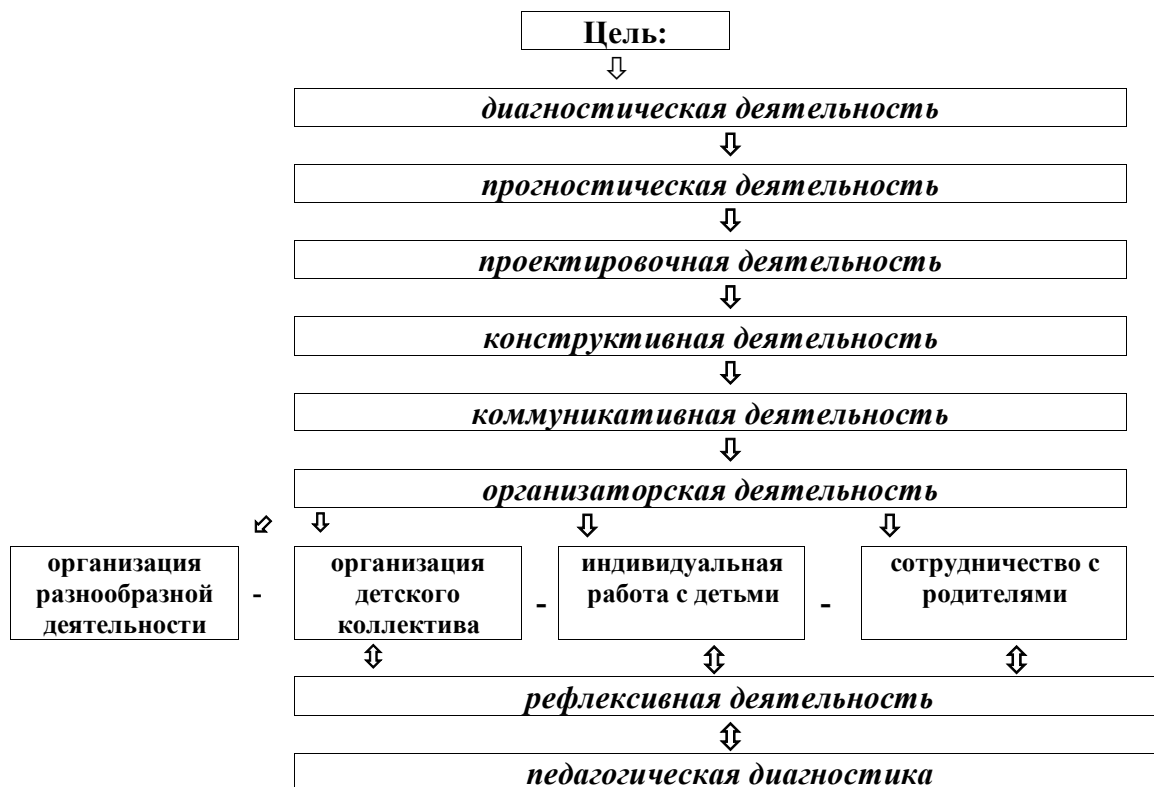 Цель:
диагностическая деятельность
прогностическая деятельность
проектировочная деятельность
конструктивная деятельность
коммуникативная деятельность
организаторская деятельность
организация
разнообразной
деятельности
-
организация
детского
коллектива
-
индивидуальная
работа с детьми
-
сотрудничество с
родителями
рефлексивная деятельность
педагогическая диагностика